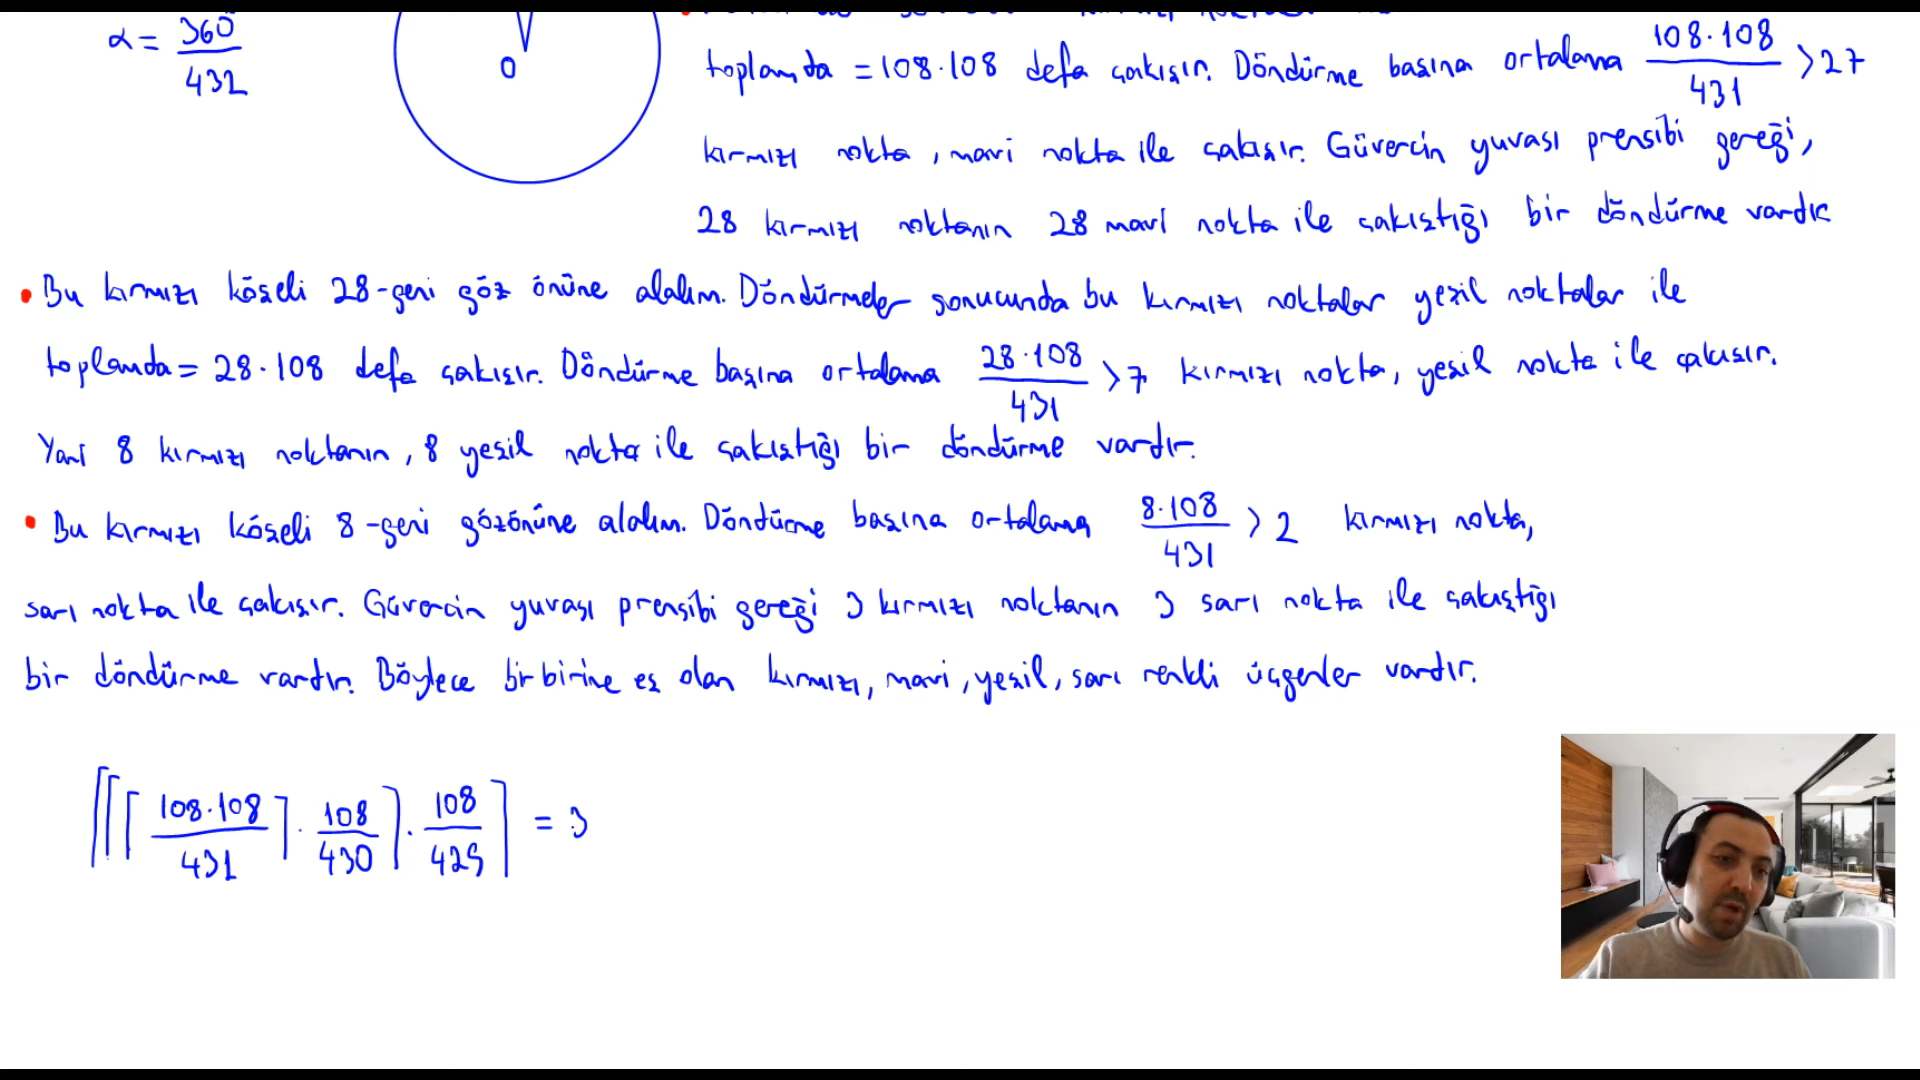 α = 360° / 432
O
toplamda = 108.108 defa çakışır. Döndürme başına ortalama 108.108 / 431 > 27
kırmızı nokta, mavi nokta ile çakışır. Güvercin yuvası prensibi gereği,
28 kırmızı noktanın 28 mavi nokta ile çakıştığı bir döndürme vardır
• Bu kırmızı köşeli 28-geni göz önüne alalım. Döndürmeler sonucunda bu kırmızı noktalar yeşil noktalar ile
toplamda = 28.108 defa çakışır. Döndürme başına ortalama 28.108 / 431 > 7 kırmızı nokta, yeşil nokta ile çakışır.
Yani 8 kırmızı noktanın, 8 yeşil nokta ile çakıştığı bir döndürme vardır.
• Bu kırmızı köşeli 8-geni gözönüne alalım. Döndürme başına ortalama 8.108 / 431 > 2 kırmızı nokta,
sarı nokta ile çakışır. Güvercin yuvası prensibi gereği 3 kırmızı noktanın 3 sarı nokta ile çakıştığı
bir döndürme vardır. Böylece birbirine eş olan kırmızı, mavi, yeşil, sarı renkli üçgenler vardır.
⌈⌈⌈108.108 / 431⌉ . 108 / 430⌉ . 108 / 429⌉ = 3